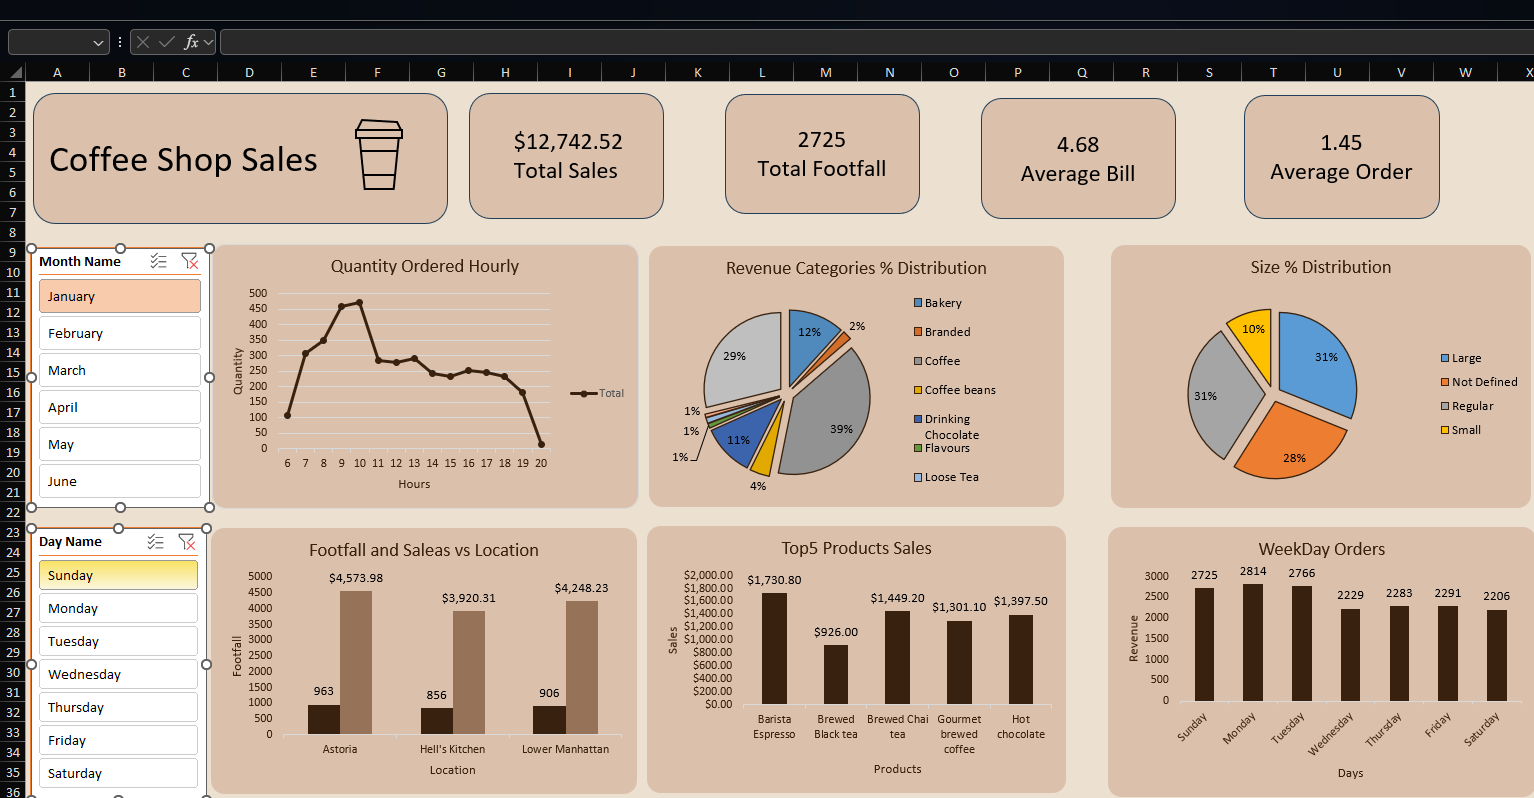 fx
A B C D E F G H I J K L M N O P Q R S T U V W X
1
2
3
4
5
6
7
8
9
10
11
12
13
14
15
16
17
18
19
20
21
22
23
24
25
26
27
28
29
30
31
32
33
34
35
36
Coffee Shop Sales
$12,742.52
Total Sales
2725
Total Footfall
4.68
Average Bill
1.45
Average Order
Month Name
January
February
March
April
May
June
Quantity Ordered Hourly
Quantity
500
450
400
350
300
250
200
150
100
50
0
6 7 8 9 10 11 12 13 14 15 16 17 18 19 20
Hours
Total
Revenue Categories % Distribution
12%
2%
39%
4%
11%
1%
1%
1%
29%
Bakery
Branded
Coffee
Coffee beans
Drinking
Chocolate
Flavours
Loose Tea
Size % Distribution
31%
28%
31%
10%
Large
Not Defined
Regular
Small
Day Name
Sunday
Monday
Tuesday
Wednesday
Thursday
Friday
Saturday
Footfall and Saleas vs Location
Footfall
5000
4500
4000
3500
3000
2500
2000
1500
1000
500
0
$4,573.98
$3,920.31
$4,248.23
963
856
906
Astoria Hell's Kitchen Lower Manhattan
Location
Top5 Products Sales
Sales
$2,000.00
$1,800.00
$1,600.00
$1,400.00
$1,200.00
$1,000.00
$800.00
$600.00
$400.00
$200.00
$0.00
$1,730.80
$926.00
$1,449.20
$1,301.10
$1,397.50
Barista
Espresso
Brewed
Black tea
Brewed Chai
tea
Gourmet
brewed
coffee
Hot
chocolate
Products
WeekDay Orders
Revenue
3000
2500
2000
1500
1000
500
0
2725 2814 2766 2229 2283 2291 2206
Sunday Monday Tuesday Wednesday Thursday Friday Saturday
Days